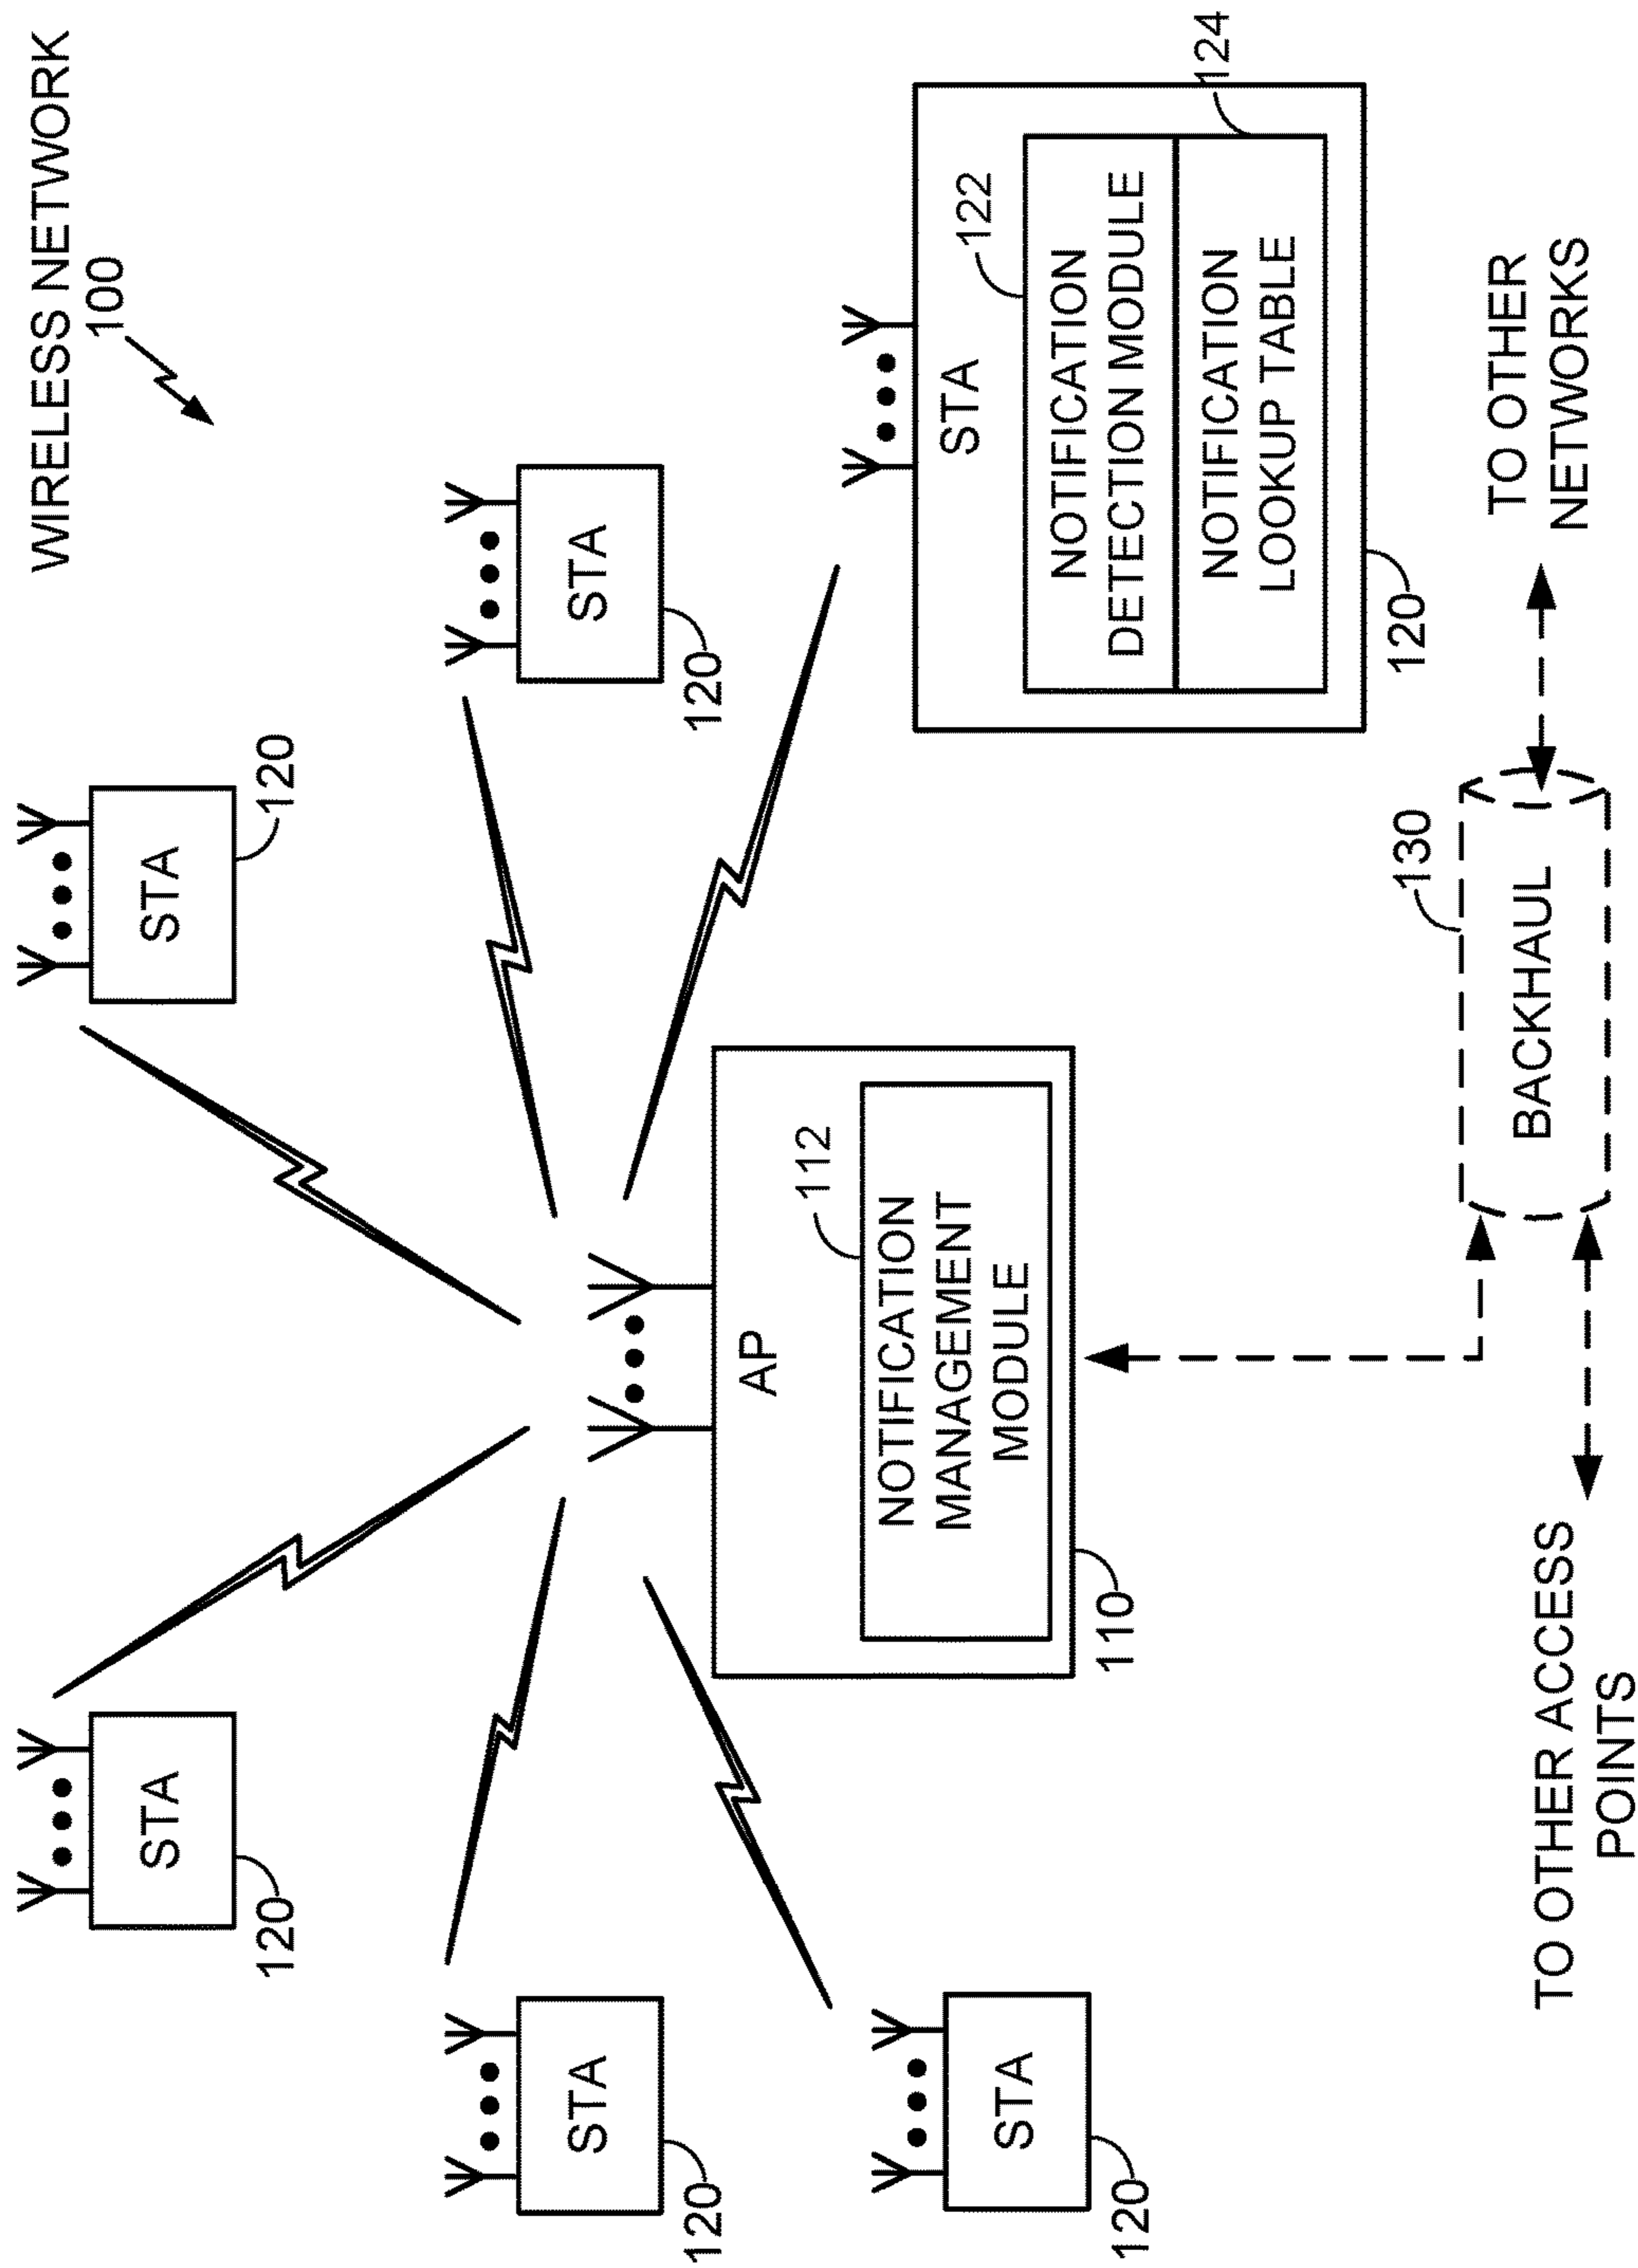 WIRELESS NETWORK
100
STA
120
STA
120
STA
120
STA
120
STA
120
AP
NOTIFICATION
MANAGEMENT
MODULE
112
110
STA
NOTIFICATION
DETECTION MODULE
122
NOTIFICATION
LOOKUP TABLE
124
120
130
BACKHAUL
TO OTHER
NETWORKS
TO OTHER ACCESS
POINTS